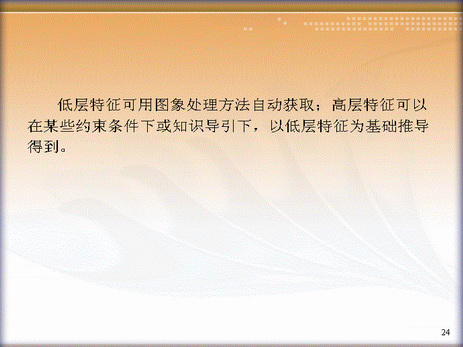 低层特征可用图象处理方法自动获取；高层特征可以
在某些约束条件下或知识导引下，以低层特征为基础推导
得到。
24